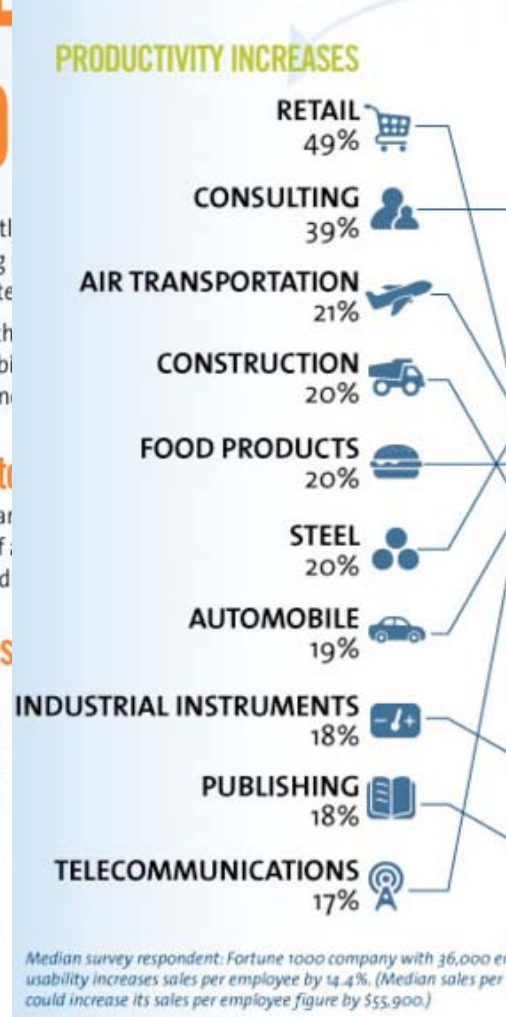 PRODUCTIVITY INCREASES
RETAIL
49%
CONSULTING
39%
AIR TRANSPORTATION
21%
CONSTRUCTION
20%
FOOD PRODUCTS
20%
STEEL
20%
AUTOMOBILE
19%
INDUSTRIAL INSTRUMENTS
18%
PUBLISHING
18%
TELECOMMUNICATIONS
17%
Median survey respondent: Fortune 1000 company with 36,000
usability increases sales per employee by 14.4%. (Median sales per
could increase its sales per employee figure by $55,900.)